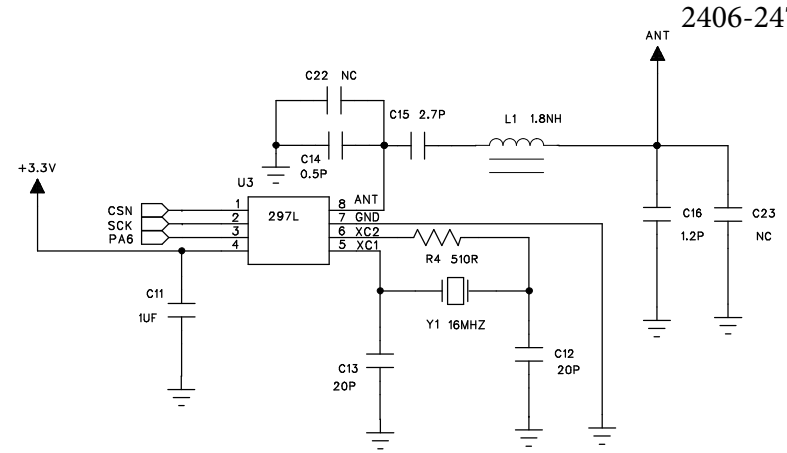 2406-247
ANT
C22 NC
C15 2.7P
L1 1.8NH
C14
0.5P
+3.3V
U3
297L
CSN
SCK
PA6
1
2
3
4
8 ANT
7 GND
6 XC2
5 XC1
C16
1.2P
C23
NC
R4 510R
C11
1UF
Y1 16MHZ
C13
20P
C12
20P